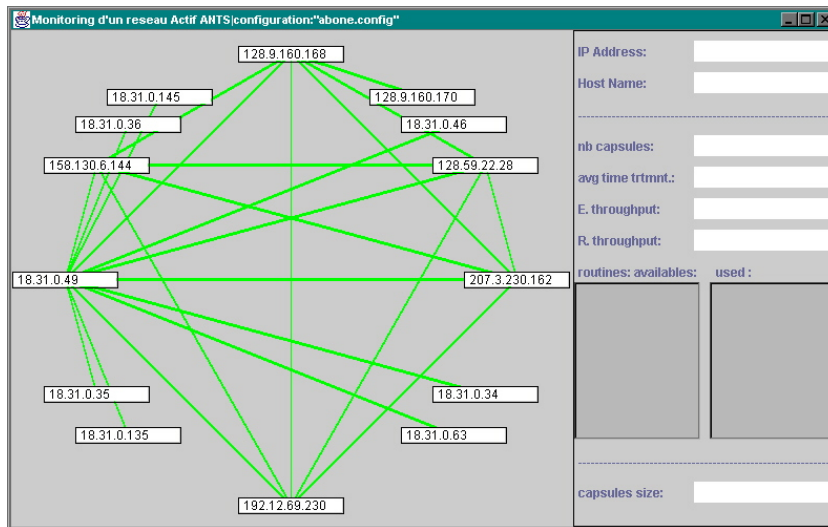 Monitoring d'un reseau Actif ANTS|configuration:"abone.config"
128.9.160.168
18.31.0.145
128.9.160.170
18.31.0.36
18.31.0.46
158.130.6.144
128.59.22.28
18.31.0.49
207.3.230.162
18.31.0.35
18.31.0.34
18.31.0.135
18.31.0.63
192.12.69.230
IP Address:
Host Name:
nb capsules:
avg time trtmnt.:
E. throughput:
R. throughput:
routines: availables: used :
capsules size: